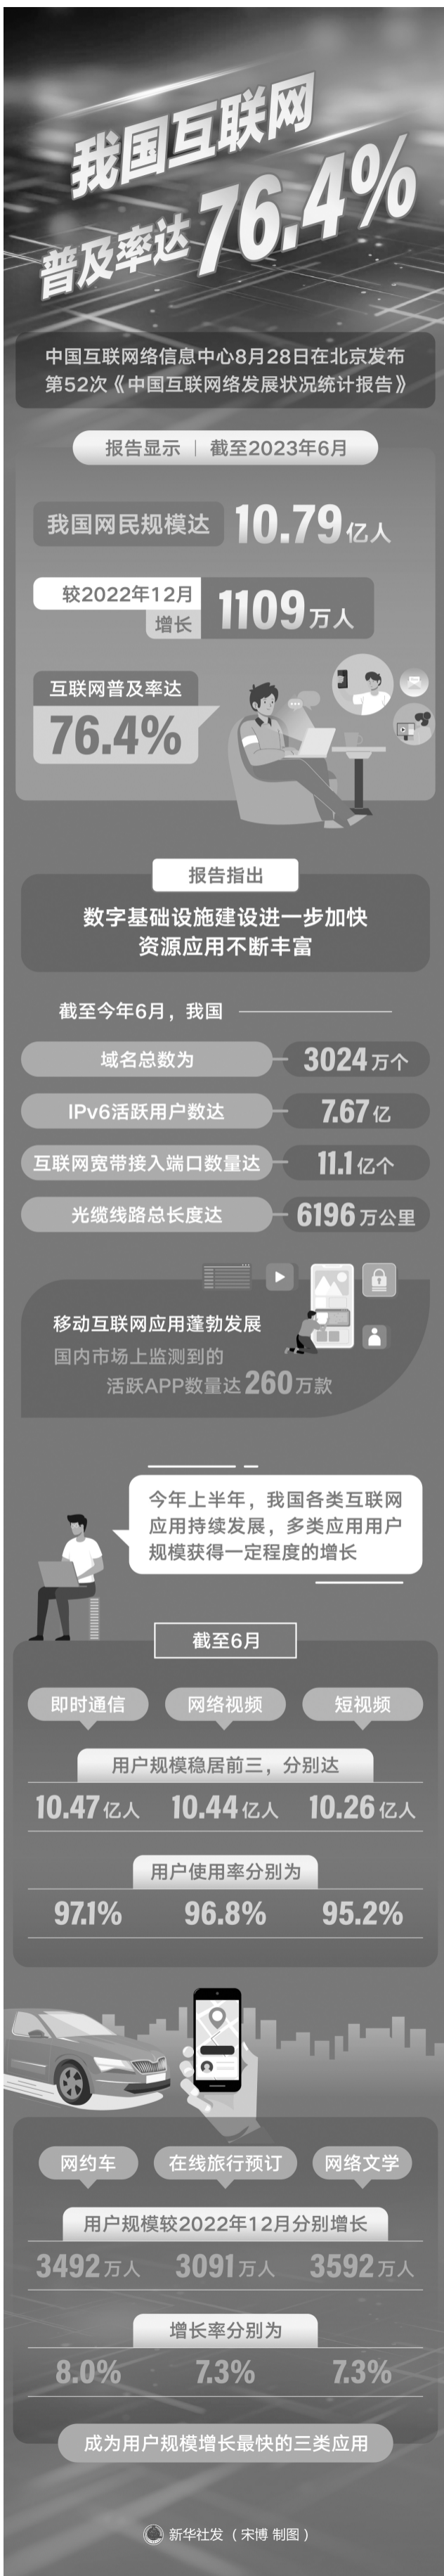 我国互联网
普及率达76.4%
中国互联网络信息中心8月28日在北京发布
第52次《中国互联网络发展状况统计报告》
报告显示｜截至2023年6月
我国网民规模达 10.79亿人
较2022年12月
增长 1109万人
互联网普及率达
76.4%
报告指出
数字基础设施建设进一步加快
资源应用不断丰富
截至今年6月，我国
域名总数为 3024万个
IPv6活跃用户数达 7.67亿
互联网宽带接入端口数量达 11.1亿个
光缆线路总长度达 6196万公里
移动互联网应用蓬勃发展
国内市场上监测到的
活跃APP数量达260万款
今年上半年，我国各类互联网
应用持续发展，多类应用用户
规模获得一定程度的增长
截至6月
即时通信 网络视频 短视频
用户规模稳居前三，分别达
10.47亿人 10.44亿人 10.26亿人
用户使用率分别为
97.1% 96.8% 95.2%
网约车 在线旅行预订 网络文学
用户规模较2022年12月分别增长
3492万人 3091万人 3592万人
增长率分别为
8.0% 7.3% 7.3%
成为用户规模增长最快的三类应用
新华社发（宋博 制图）